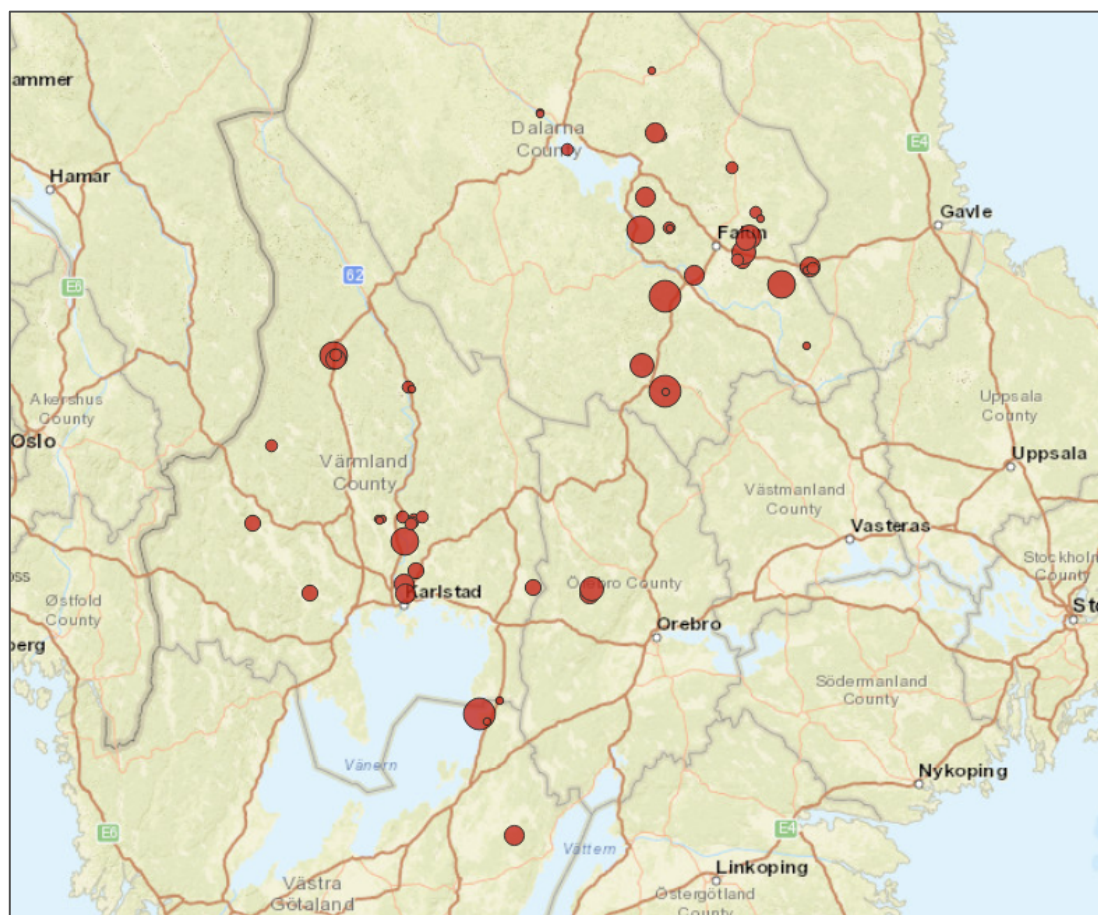 ammer
E4
Dalarna
County
Hamar
Gavle
Falun
62
E6
Akershus
County
Uppsala
County
Oslo
Värmland
County
Uppsala
Västmanland
County
Vasteras
Stockholm
County
oss
Østfold
County
Karlstad
Örebro County
Sto
Orebro
berg
Södermanland
County
Vänern
Nykoping
E6
E4
Vättern
Linkoping
Västra
Götaland
Östergötland
County